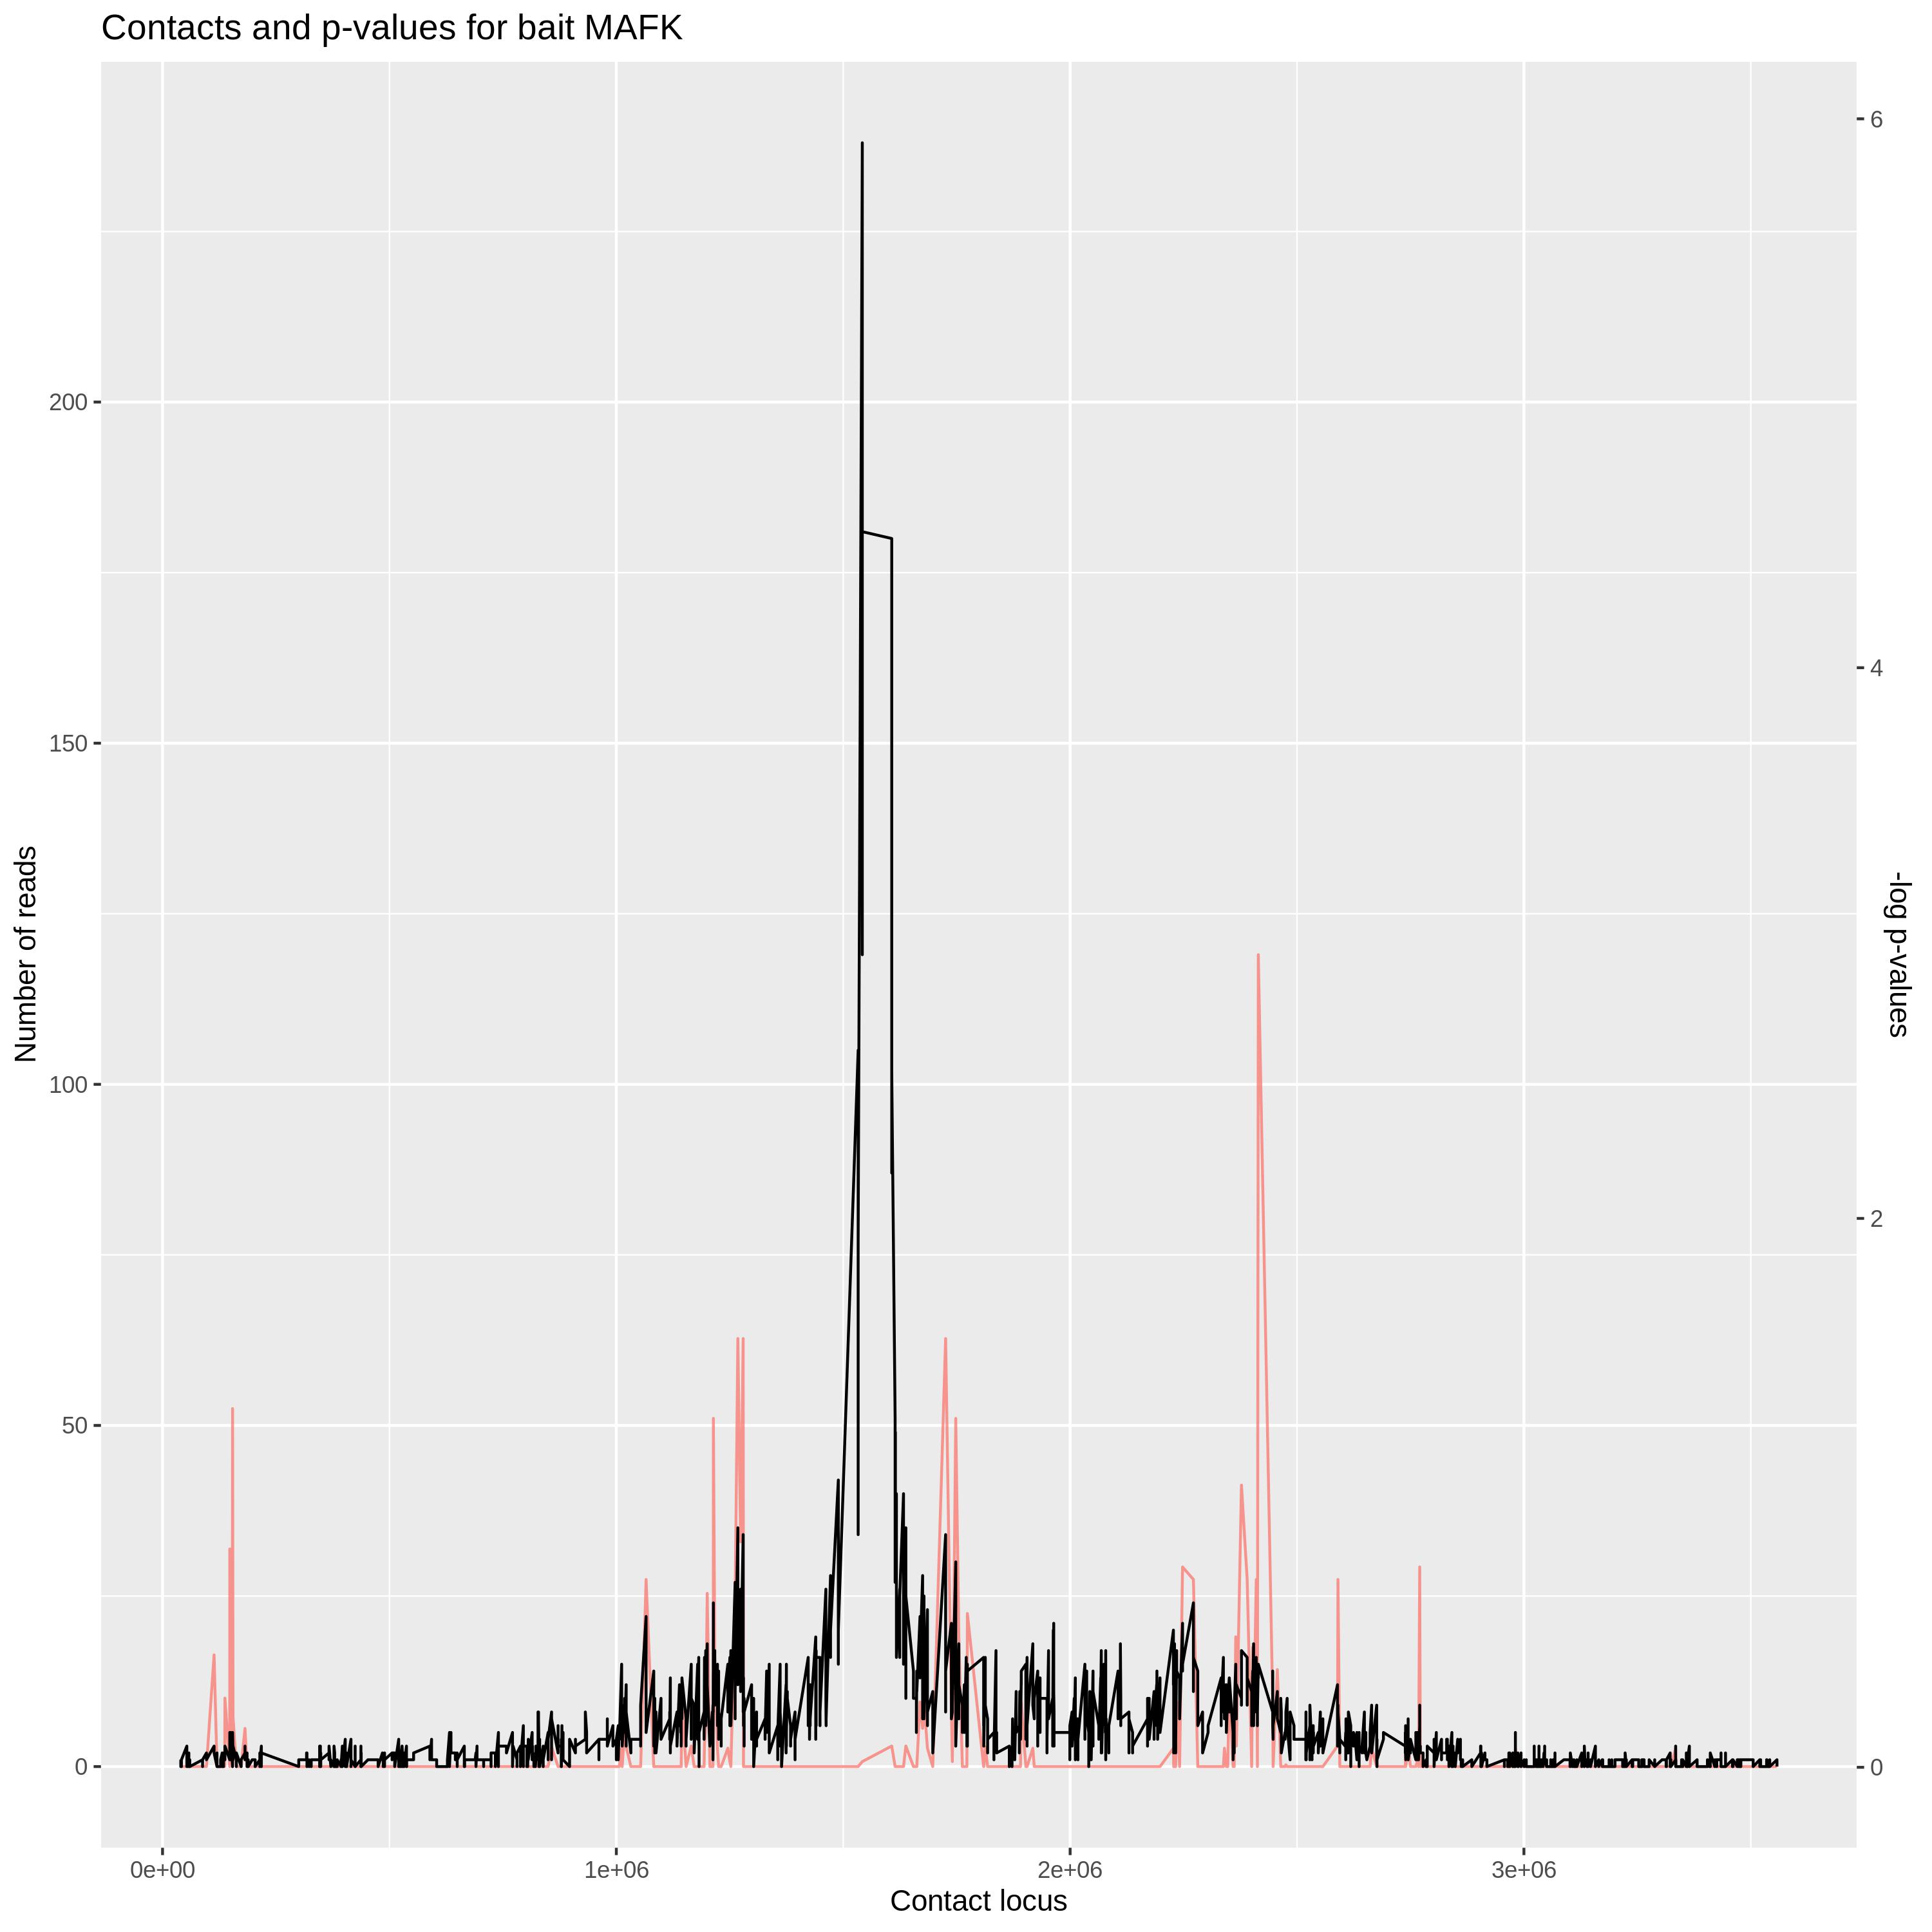 Contacts and p-values for bait MAFK
6
200
4
150
Number of reads
-log p-values
100
2
50
0
0
0e+00 1e+06 2e+06 3e+06
Contact locus